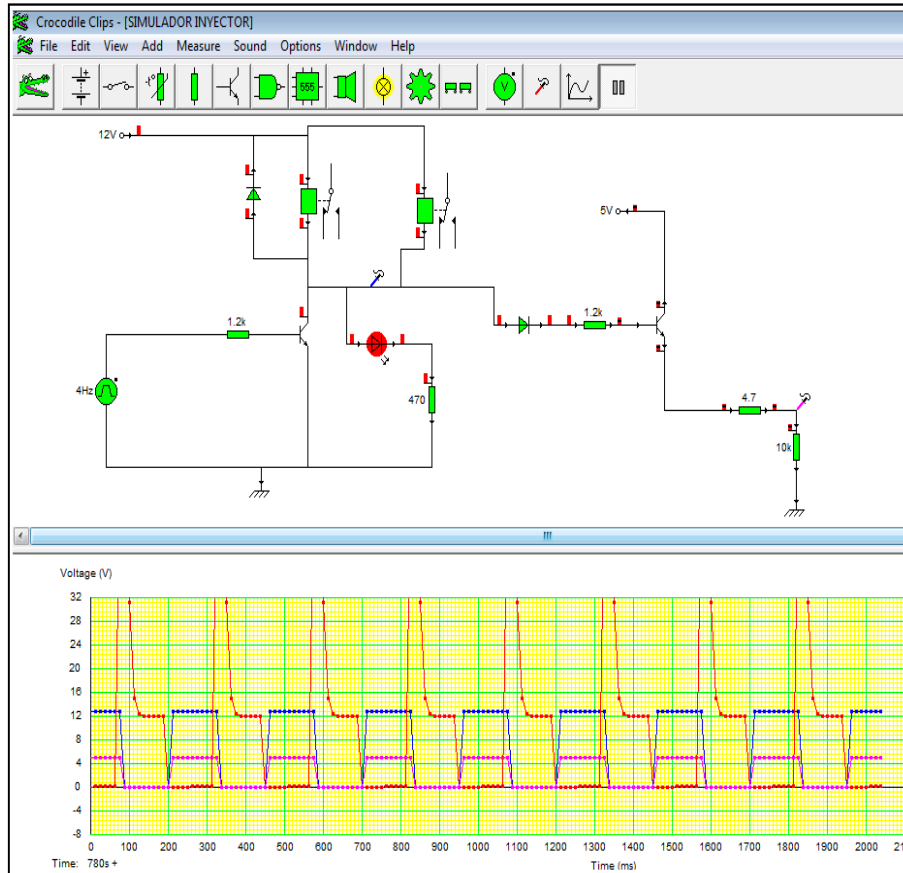 Crocodile Clips - [SIMULADOR INYECTOR]
File Edit View Add Measure Sound Options Window Help
555
V
12V
5V
1.2k
1.2k
4Hz
470
4.7
10k
Voltage (V)
32
28
24
20
16
12
8
4
0
-4
-8
0 100 200 300 400 500 600 700 800 900 1000 1100 1200 1300 1400 1500 1600 1700 1800 1900 2000
Time: 780s +
Time (ms)